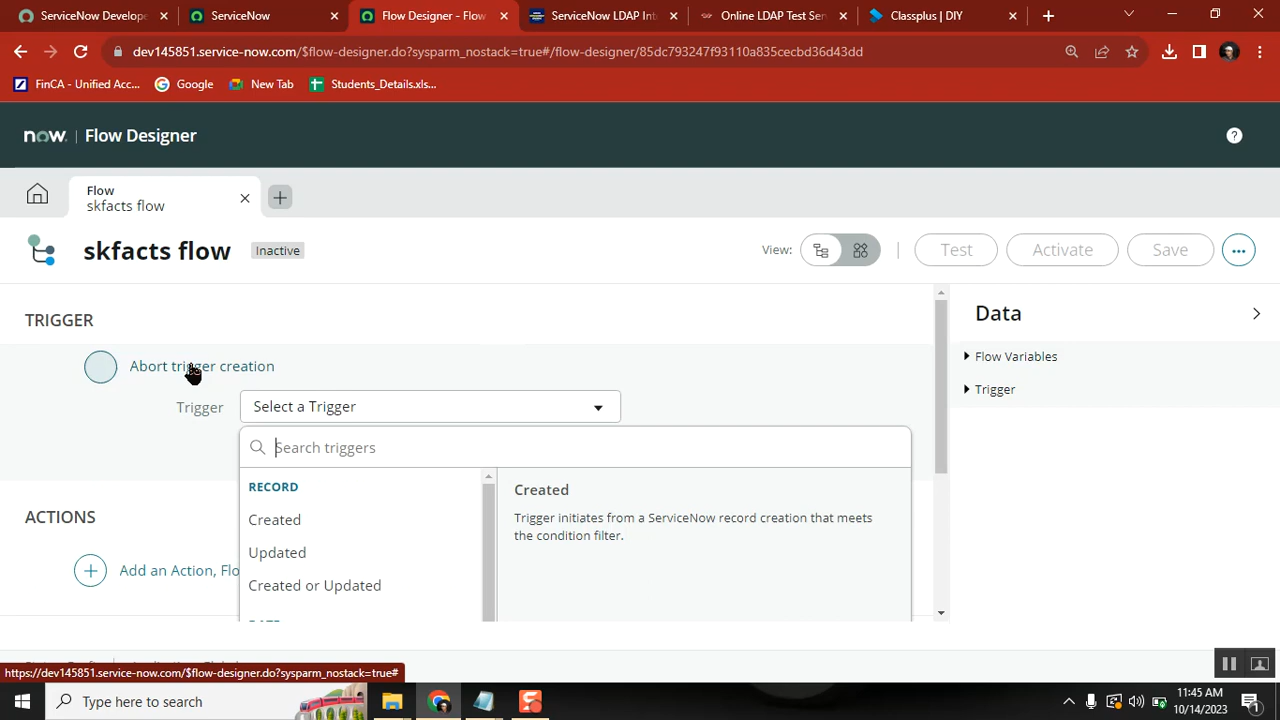 ServiceNow Develope
ServiceNow
Flow Designer - Flow
ServiceNow LDAP Int
Online LDAP Test Ser
Classplus | DIY
dev145851.service-now.com/$flow-designer.do?sysparm_nostack=true#/flow-designer/85dc793247f93110a835cecbd36d43dd
FinCA - Unified Acc...
Google
New Tab
Students_Details.xls...
now. | Flow Designer
Flow
skfacts flow
skfacts flow
Inactive
View:
Test
Activate
Save
TRIGGER
Data
Abort trigger creation
Flow Variables
Trigger
Select a Trigger
Trigger
Search triggers
RECORD
Created
Created
Trigger initiates from a ServiceNow record creation that meets
the condition filter.
Updated
Created or Updated
ACTIONS
Add an Action, Flo
https://dev145851.service-now.com/$flow-designer.do?sysparm_nostack=true#
Type here to search
11:45 AM
10/14/2023
1